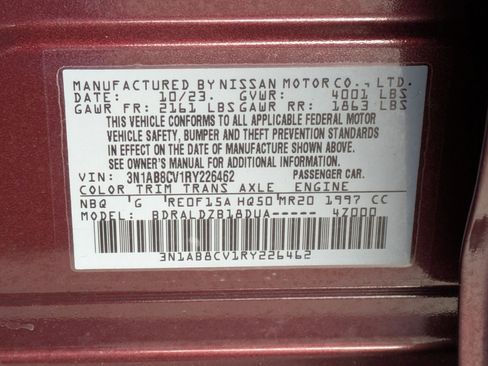 MANUFACTURED BY NISSAN MOTOR CO., LTD.
DATE: 10/23 GVWR: 4001 LBS
GAWR FR: 2161 LBS GAWR RR: 1863 LBS
THIS VEHICLE CONFORMS TO ALL APPLICABLE FEDERAL MOTOR
VEHICLE SAFETY, BUMPER AND THEFT PREVENTION STANDARDS
IN EFFECT ON THE DATE OF MANUFACTURE SHOWN ABOVE.
SEE OWNER'S MANUAL FOR ADDITIONAL INFORMATION.
VIN: 3N1AB8CV1RY226462 PASSENGER CAR.
COLOR TRIM TRANS AXLE ENGINE
NBQ G RE0F15A HQ50 MR20 1997 CC
MODEL: BDRALDZB18DUA----- 4Z000
3N1AB8CV1RY226462